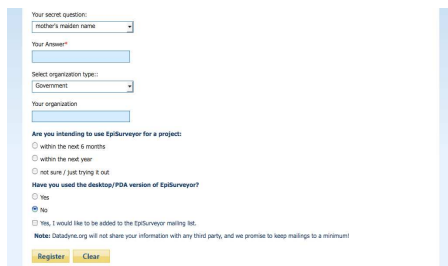 Your secret question:
mother's maiden name
Your Answer*
Select organization type::
Government
Your organization
Are you intending to use EpiSurveyor for a project:
within the next 6 months
within the next year
not sure / just trying it out
Have you used the desktop/PDA version of EpiSurveyor?
Yes
No
Yes, I would like to be added to the EpiSurveyor mailing list.
Note: Datadyne.org will not share your information with any third party, and we promise to keep mailings to a minimum!
Register Clear